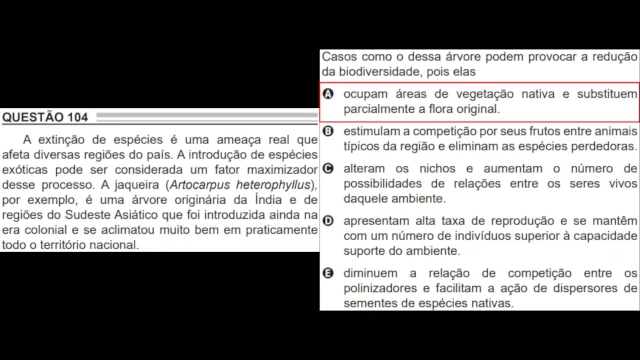 QUESTÃO 104
A extinção de espécies é uma ameaça real que
afeta diversas regiões do país. A introdução de espécies
exóticas pode ser considerada um fator maximizador
desse processo. A jaqueira (Artocarpus heterophyllus),
por exemplo, é uma árvore originária da Índia e de
regiões do Sudeste Asiático que foi introduzida ainda na
era colonial e se aclimatou muito bem em praticamente
todo o território nacional.
Casos como o dessa árvore podem provocar a redução
da biodiversidade, pois elas
A ocupam áreas de vegetação nativa e substituem
parcialmente a flora original.
B estimulam a competição por seus frutos entre animais
típicos da região e eliminam as espécies perdedoras.
C alteram os nichos e aumentam o número de
possibilidades de relações entre os seres vivos
daquele ambiente.
D apresentam alta taxa de reprodução e se mantêm
com um número de indivíduos superior à capacidade
suporte do ambiente.
E diminuem a relação de competição entre os
polinizadores e facilitam a ação de dispersores de
sementes de espécies nativas.